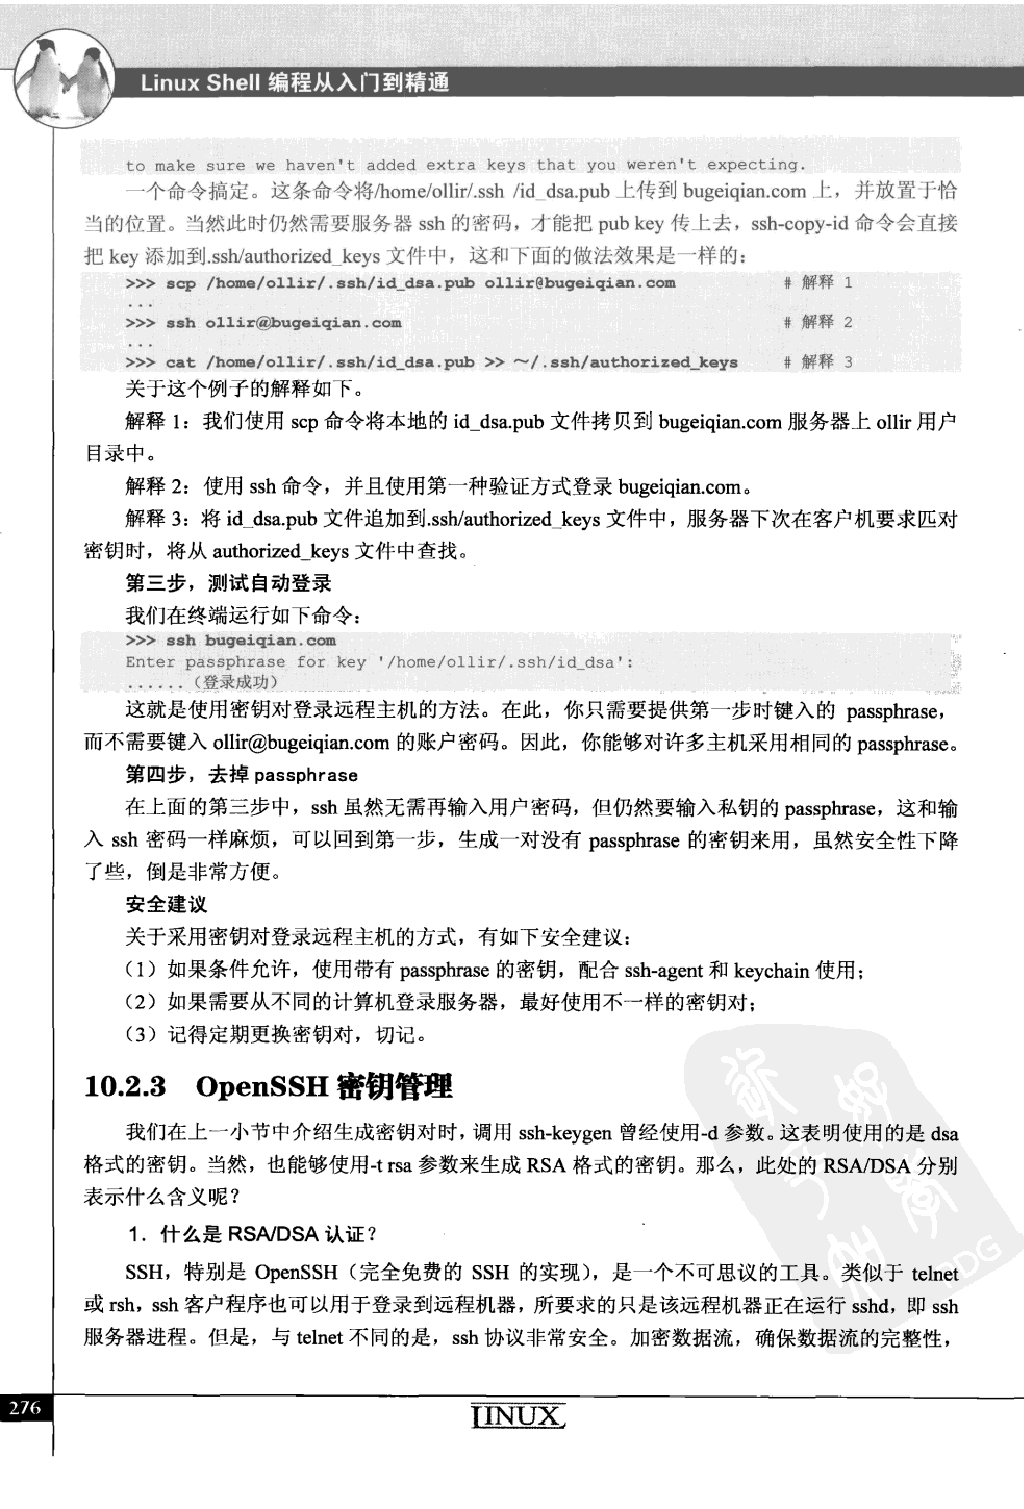 Linux Shell 编程从入门到精通
to make sure we haven't added extra keys that you weren't expecting.
一个命令搞定。这条命令将/home/ollir/.ssh /id_dsa.pub 上传到 bugeiqian.com 上，并放置于恰
当的位置。当然此时仍然需要服务器 ssh 的密码，才能把 pub key 传上去，ssh-copy-id 命令会直接
把 key 添加到.ssh/authorized_keys 文件中，这和下面的做法效果是一样的：
>>> scp /home/ollir/.ssh/id_dsa.pub ollir@bugeiqian.com # 解释 1
...
>>> ssh ollir@bugeiqian.com # 解释 2
...
>>> cat /home/ollir/.ssh/id_dsa.pub >> ～/.ssh/authorized_keys # 解释 3
关于这个例子的解释如下。
解释 1：我们使用 scp 命令将本地的 id_dsa.pub 文件拷贝到 bugeiqian.com 服务器上 ollir 用户
目录中。
解释 2：使用 ssh 命令，并且使用第一种验证方式登录 bugeiqian.com。
解释 3：将 id_dsa.pub 文件追加到.ssh/authorized_keys 文件中，服务器下次在客户机要求匹对
密钥时，将从 authorized_keys 文件中查找。
第三步，测试自动登录
我们在终端运行如下命令：
>>> ssh bugeiqian.com
Enter passphrase for key '/home/ollir/.ssh/id_dsa':
......（登录成功）
这就是使用密钥对登录远程主机的方法。在此，你只需要提供第一步时键入的 passphrase，
而不需要键入 ollir@bugeiqian.com 的账户密码。因此，你能够对许多主机采用相同的 passphrase。
第四步，去掉 passphrase
在上面的第三步中，ssh 虽然无需再输入用户密码，但仍然要输入私钥的 passphrase，这和输
入 ssh 密码一样麻烦，可以回到第一步，生成一对没有 passphrase 的密钥来用，虽然安全性下降
了些，倒是非常方便。
安全建议
关于采用密钥对登录远程主机的方式，有如下安全建议：
（1）如果条件允许，使用带有 passphrase 的密钥，配合 ssh-agent 和 keychain 使用；
（2）如果需要从不同的计算机登录服务器，最好使用不一样的密钥对；
（3）记得定期更换密钥对，切记。
10.2.3 OpenSSH 密钥管理
我们在上一小节中介绍生成密钥对时，调用 ssh-keygen 曾经使用-d 参数。这表明使用的是 dsa
格式的密钥。当然，也能够使用-t rsa 参数来生成 RSA 格式的密钥。那么，此处的 RSA/DSA 分别
表示什么含义呢？
1．什么是 RSA/DSA 认证？
SSH，特别是 OpenSSH（完全免费的 SSH 的实现），是一个不可思议的工具。类似于 telnet
或 rsh，ssh 客户程序也可以用于登录到远程机器，所要求的只是该远程机器正在运行 sshd，即 ssh
服务器进程。但是，与 telnet 不同的是，ssh 协议非常安全。加密数据流，确保数据流的完整性，
276
LINUX